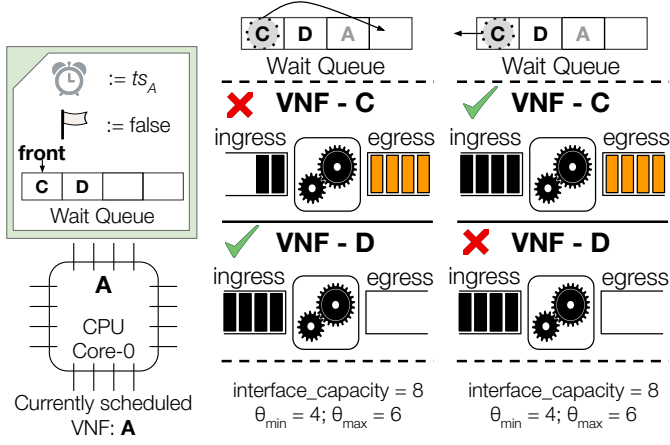 := ts_A
:= false
front
C D
Wait Queue
A
CPU
Core-0
Currently scheduled
VNF: A
C D A
Wait Queue
VNF - C
ingress egress
VNF - D
ingress egress
interface_capacity = 8
θ_min = 4; θ_max = 6
C D A
Wait Queue
VNF - C
ingress egress
VNF - D
ingress egress
interface_capacity = 8
θ_min = 4; θ_max = 6